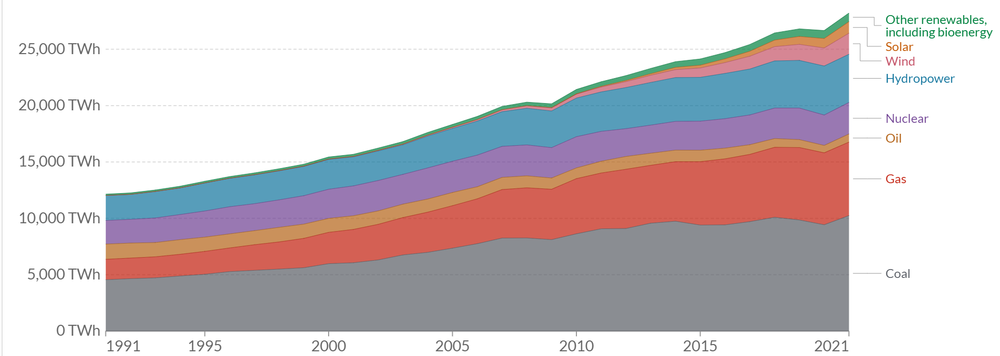 Other renewables,
including bioenergy
25,000 TWh
Solar
Wind
Hydropower
20,000 TWh
Nuclear
Oil
15,000 TWh
Gas
10,000 TWh
5,000 TWh
Coal
0 TWh
1991 1995 2000 2005 2010 2015 2021